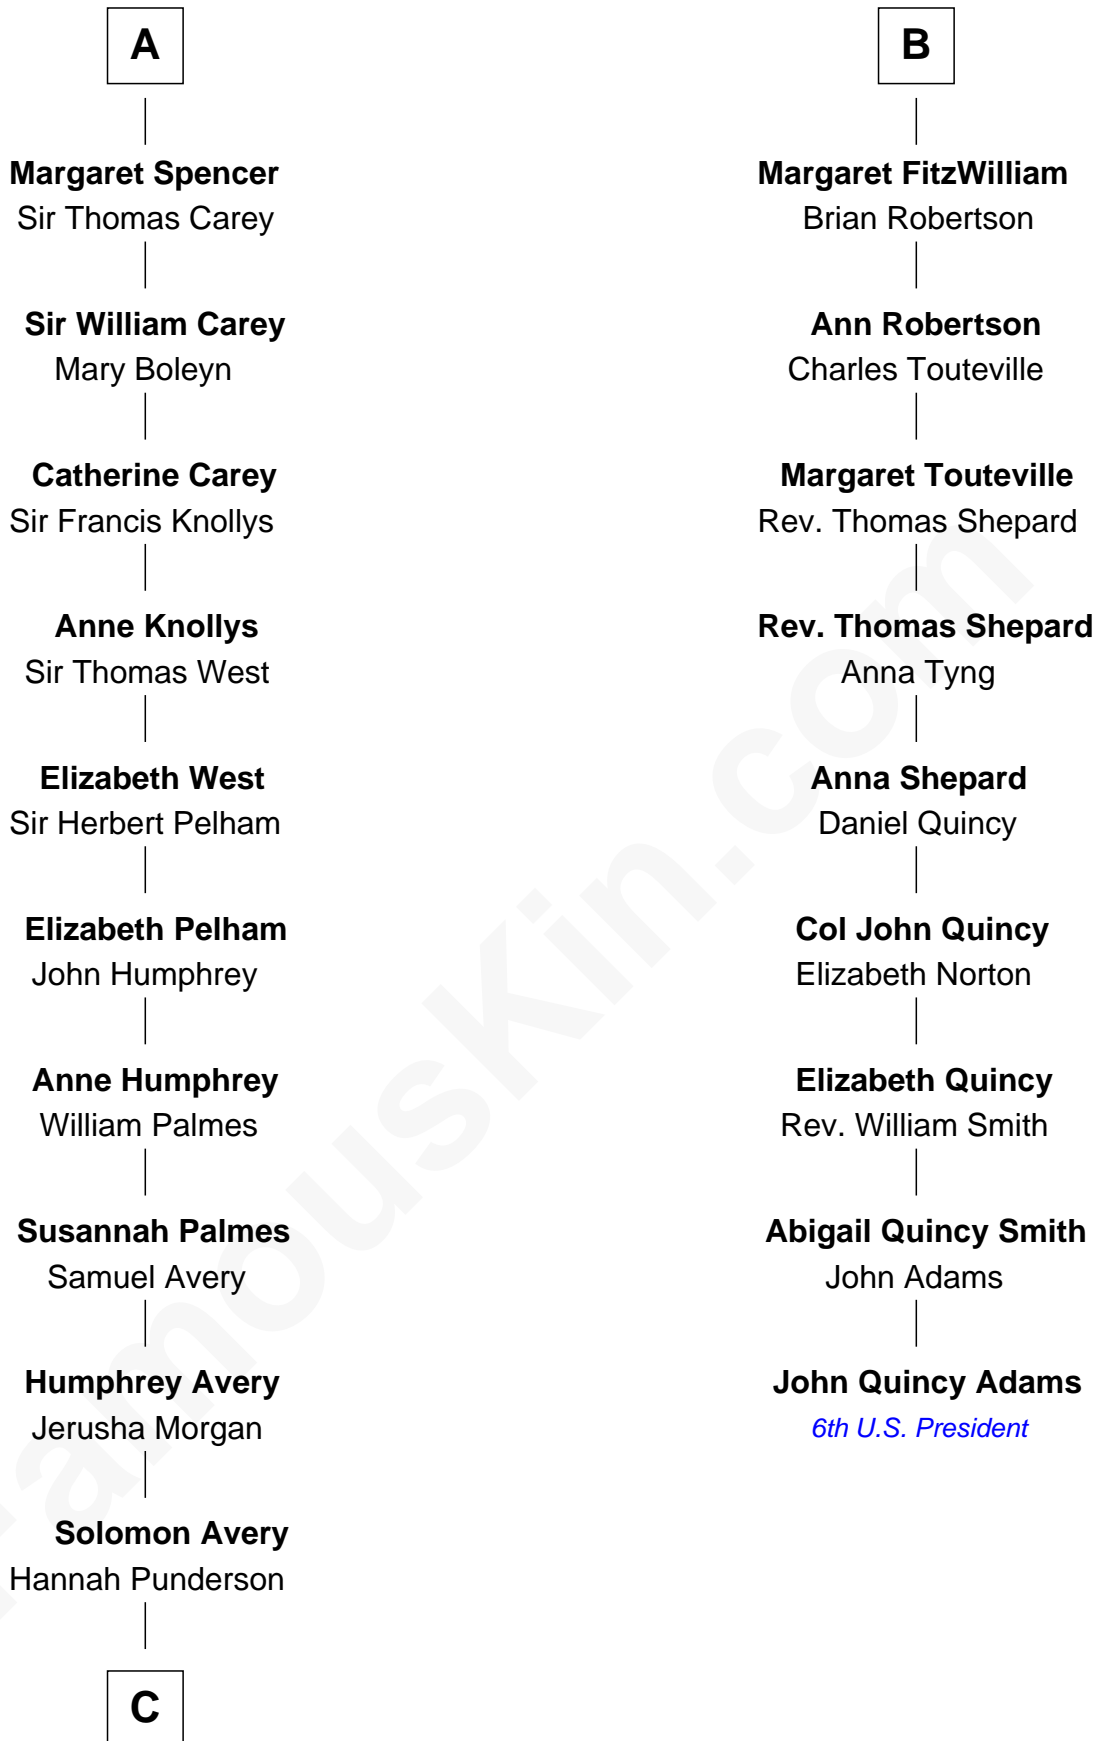 A
Margaret Spencer
Sir Thomas Carey
Sir William Carey
Mary Boleyn
Catherine Carey
Sir Francis Knollys
Anne Knollys
Sir Thomas West
Elizabeth West
Sir Herbert Pelham
Elizabeth Pelham
John Humphrey
Anne Humphrey
William Palmes
Susannah Palmes
Samuel Avery
Humphrey Avery
Jerusha Morgan
Solomon Avery
Hannah Punderson
C
B
Margaret FitzWilliam
Brian Robertson
Ann Robertson
Charles Touteville
Margaret Touteville
Rev. Thomas Shepard
Rev. Thomas Shepard
Anna Tyng
Anna Shepard
Daniel Quincy
Col John Quincy
Elizabeth Norton
Elizabeth Quincy
Rev. William Smith
Abigail Quincy Smith
John Adams
John Quincy Adams
6th U.S. President
FamousKin.com